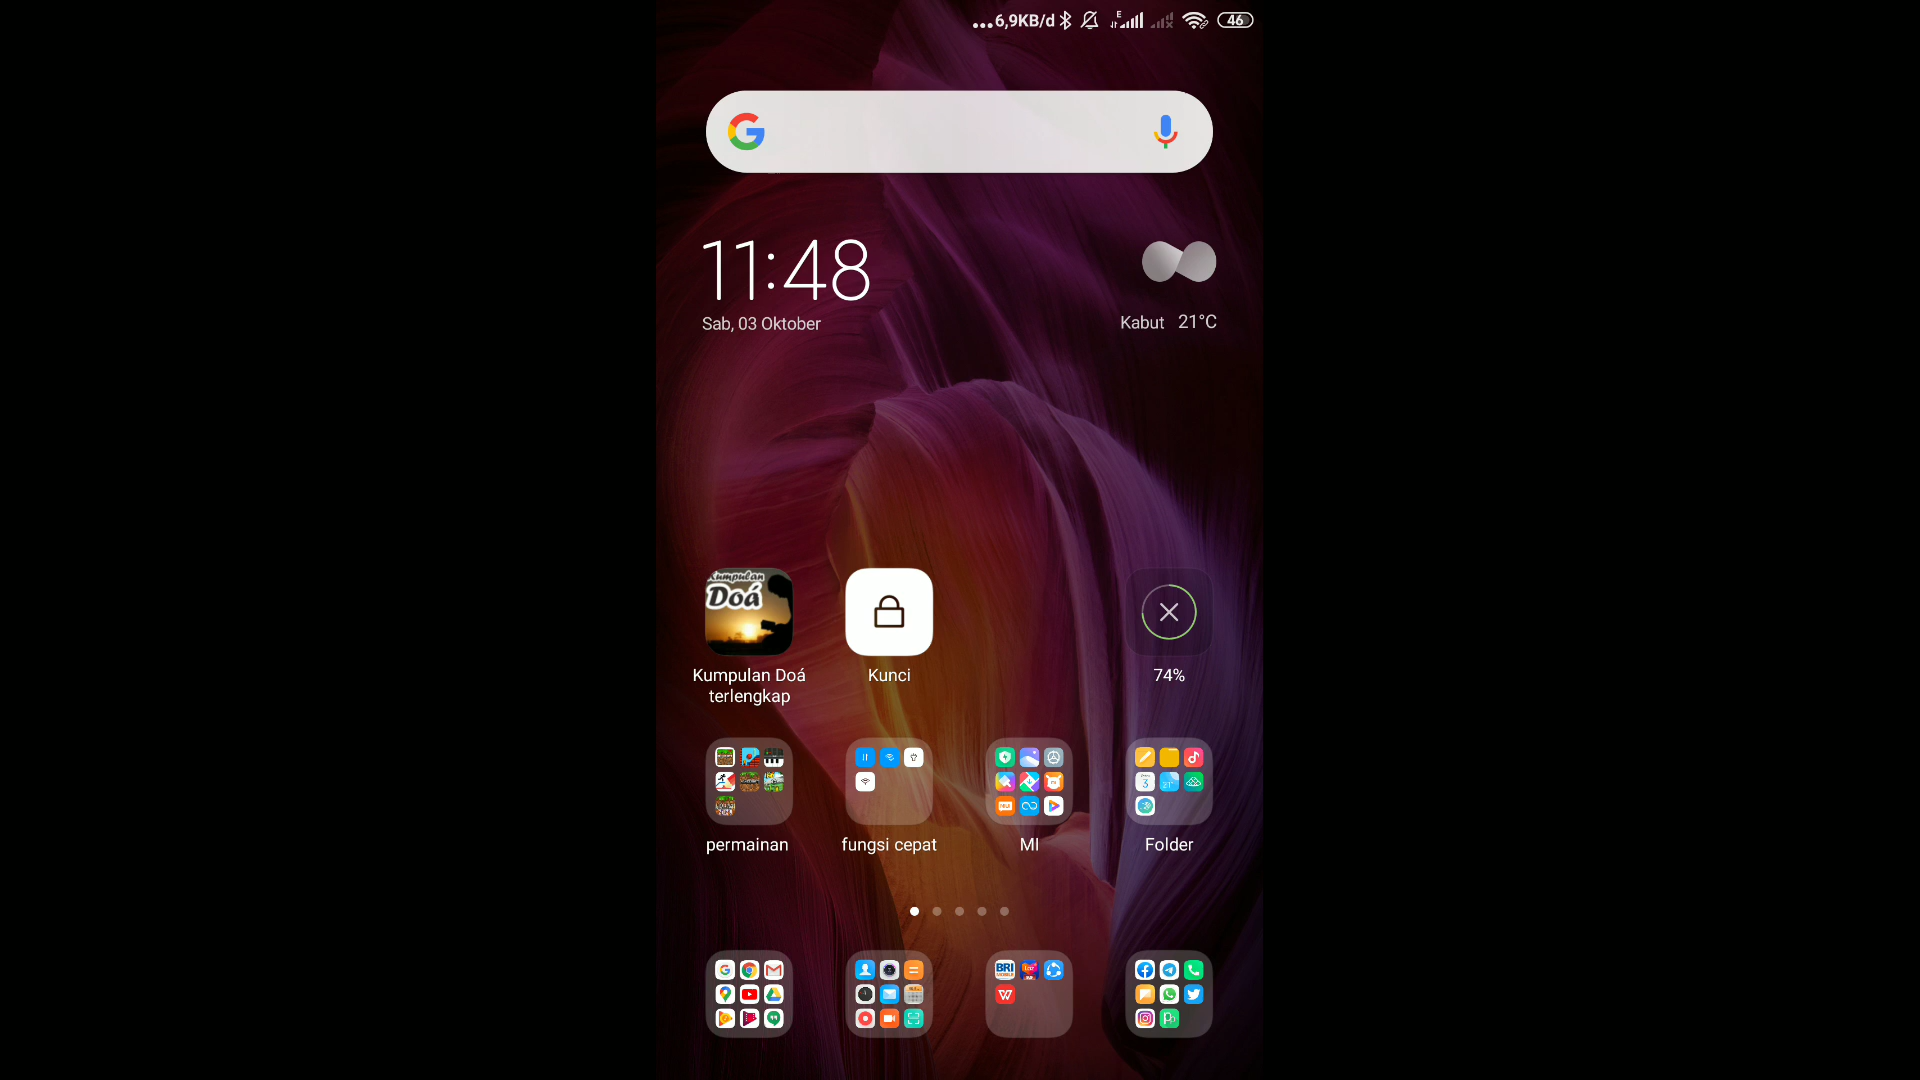 ...6,9KB/d
E
46
11:48
Sab, 03 Oktober
Kabut 21°C
Kumpulan
Doá
Kumpulan Doá
terlengkap
Kunci
74%
permainan
fungsi cepat
MI
Folder
BRI